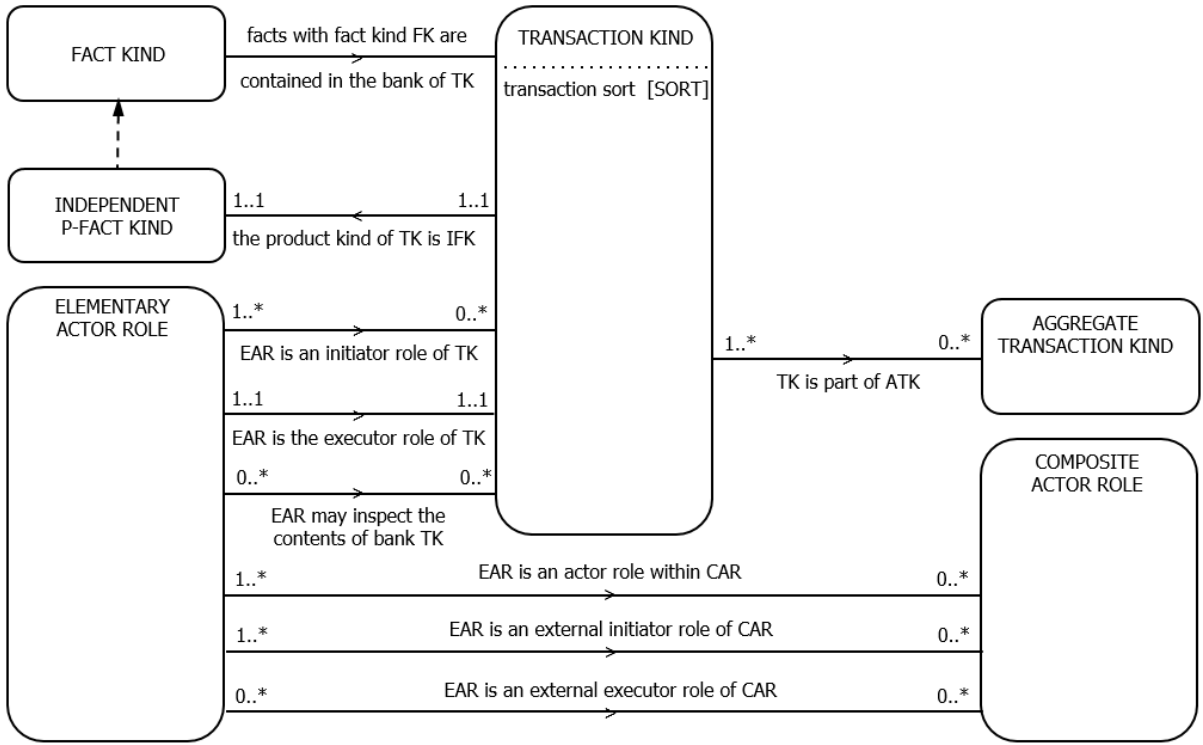 FACT KIND
facts with fact kind FK are
contained in the bank of TK
TRANSACTION KIND
transaction sort [SORT]
INDEPENDENT
P-FACT KIND
1..1
1..1
the product kind of TK is IFK
ELEMENTARY
ACTOR ROLE
1..*
0..*
EAR is an initiator role of TK
1..1
1..1
EAR is the executor role of TK
0..*
0..*
EAR may inspect the
contents of bank TK
1..*
0..*
TK is part of ATK
AGGREGATE
TRANSACTION KIND
COMPOSITE
ACTOR ROLE
1..*
EAR is an actor role within CAR
0..*
1..*
EAR is an external initiator role of CAR
0..*
0..*
EAR is an external executor role of CAR
0..*